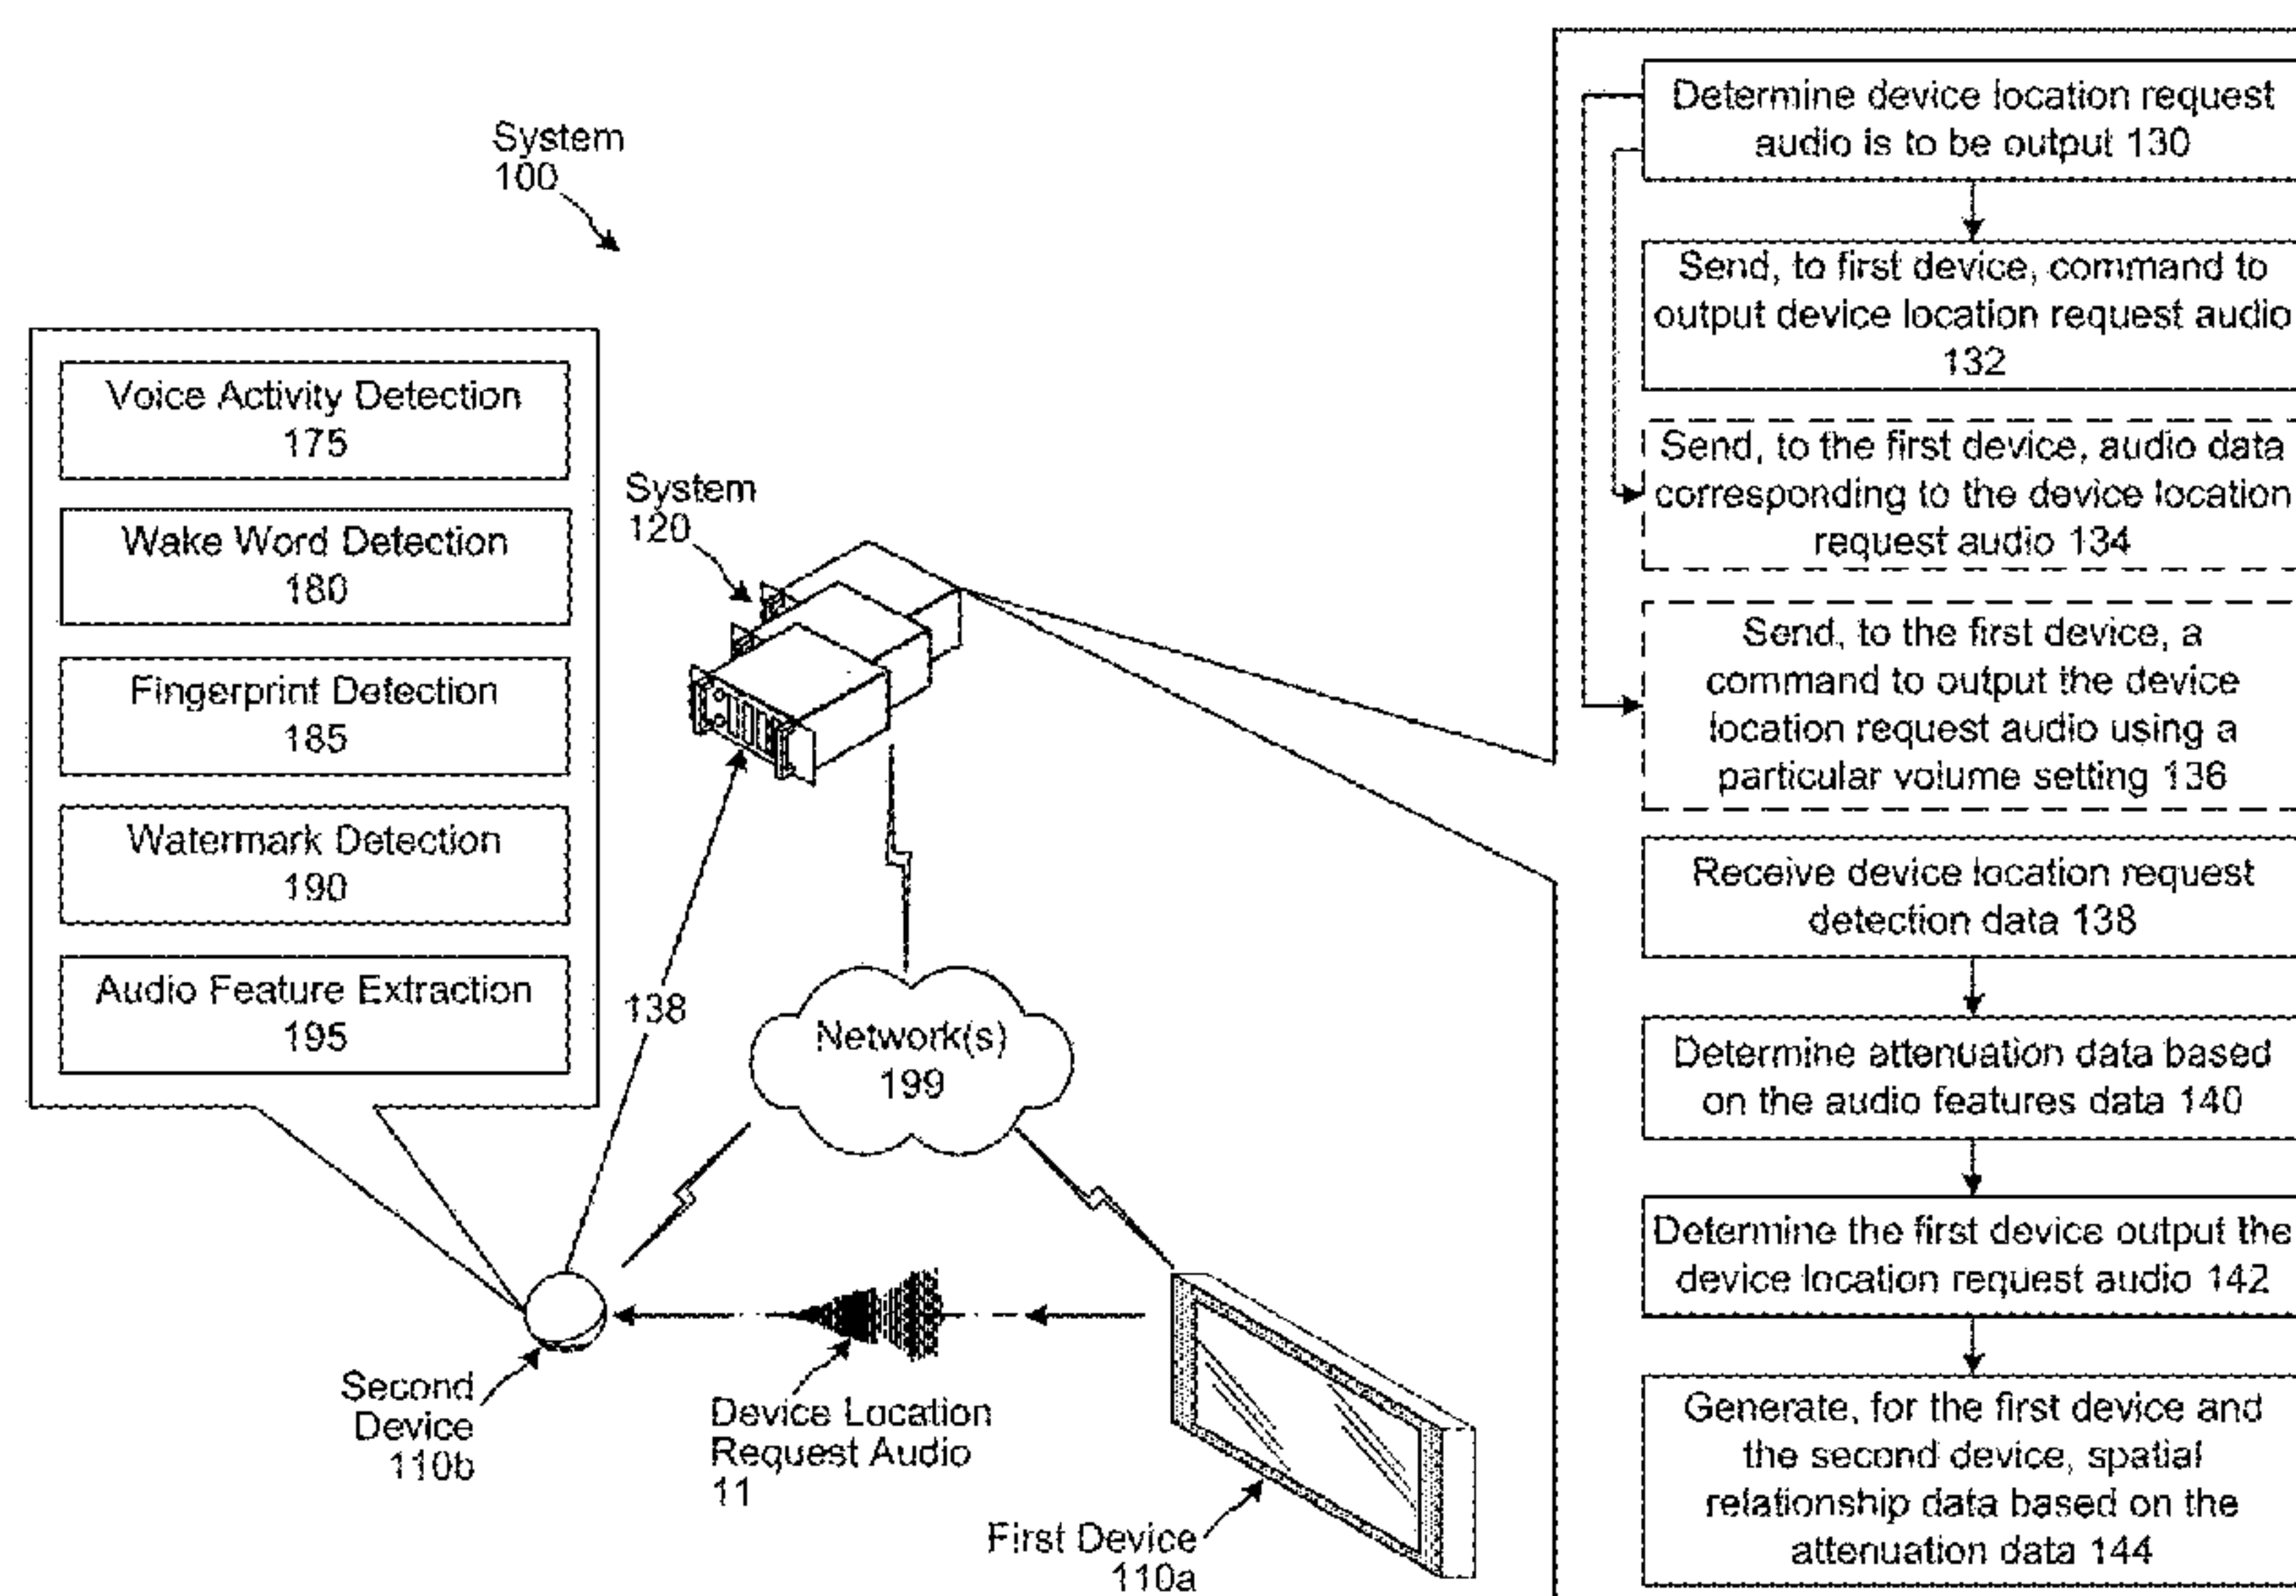 System
100
Voice Activity Detection
175
Wake Word Detection
180
Fingerprint Detection
185
Watermark Detection
190
Audio Feature Extraction
195
System
120
138
Network(s)
199
Second
Device
110b
Device Location
Request Audio
11
First Device
110a
Determine device location request
audio is to be output 130
Send, to first device, command to
output device location request audio
132
Send, to the first device, audio data
corresponding to the device location
request audio 134
Send, to the first device, a
command to output the device
location request audio using a
particular volume setting 136
Receive device location request
detection data 138
Determine attenuation data based
on the audio features data 140
Determine the first device output the
device location request audio 142
Generate, for the first device and
the second device, spatial
relationship data based on the
attenuation data 144